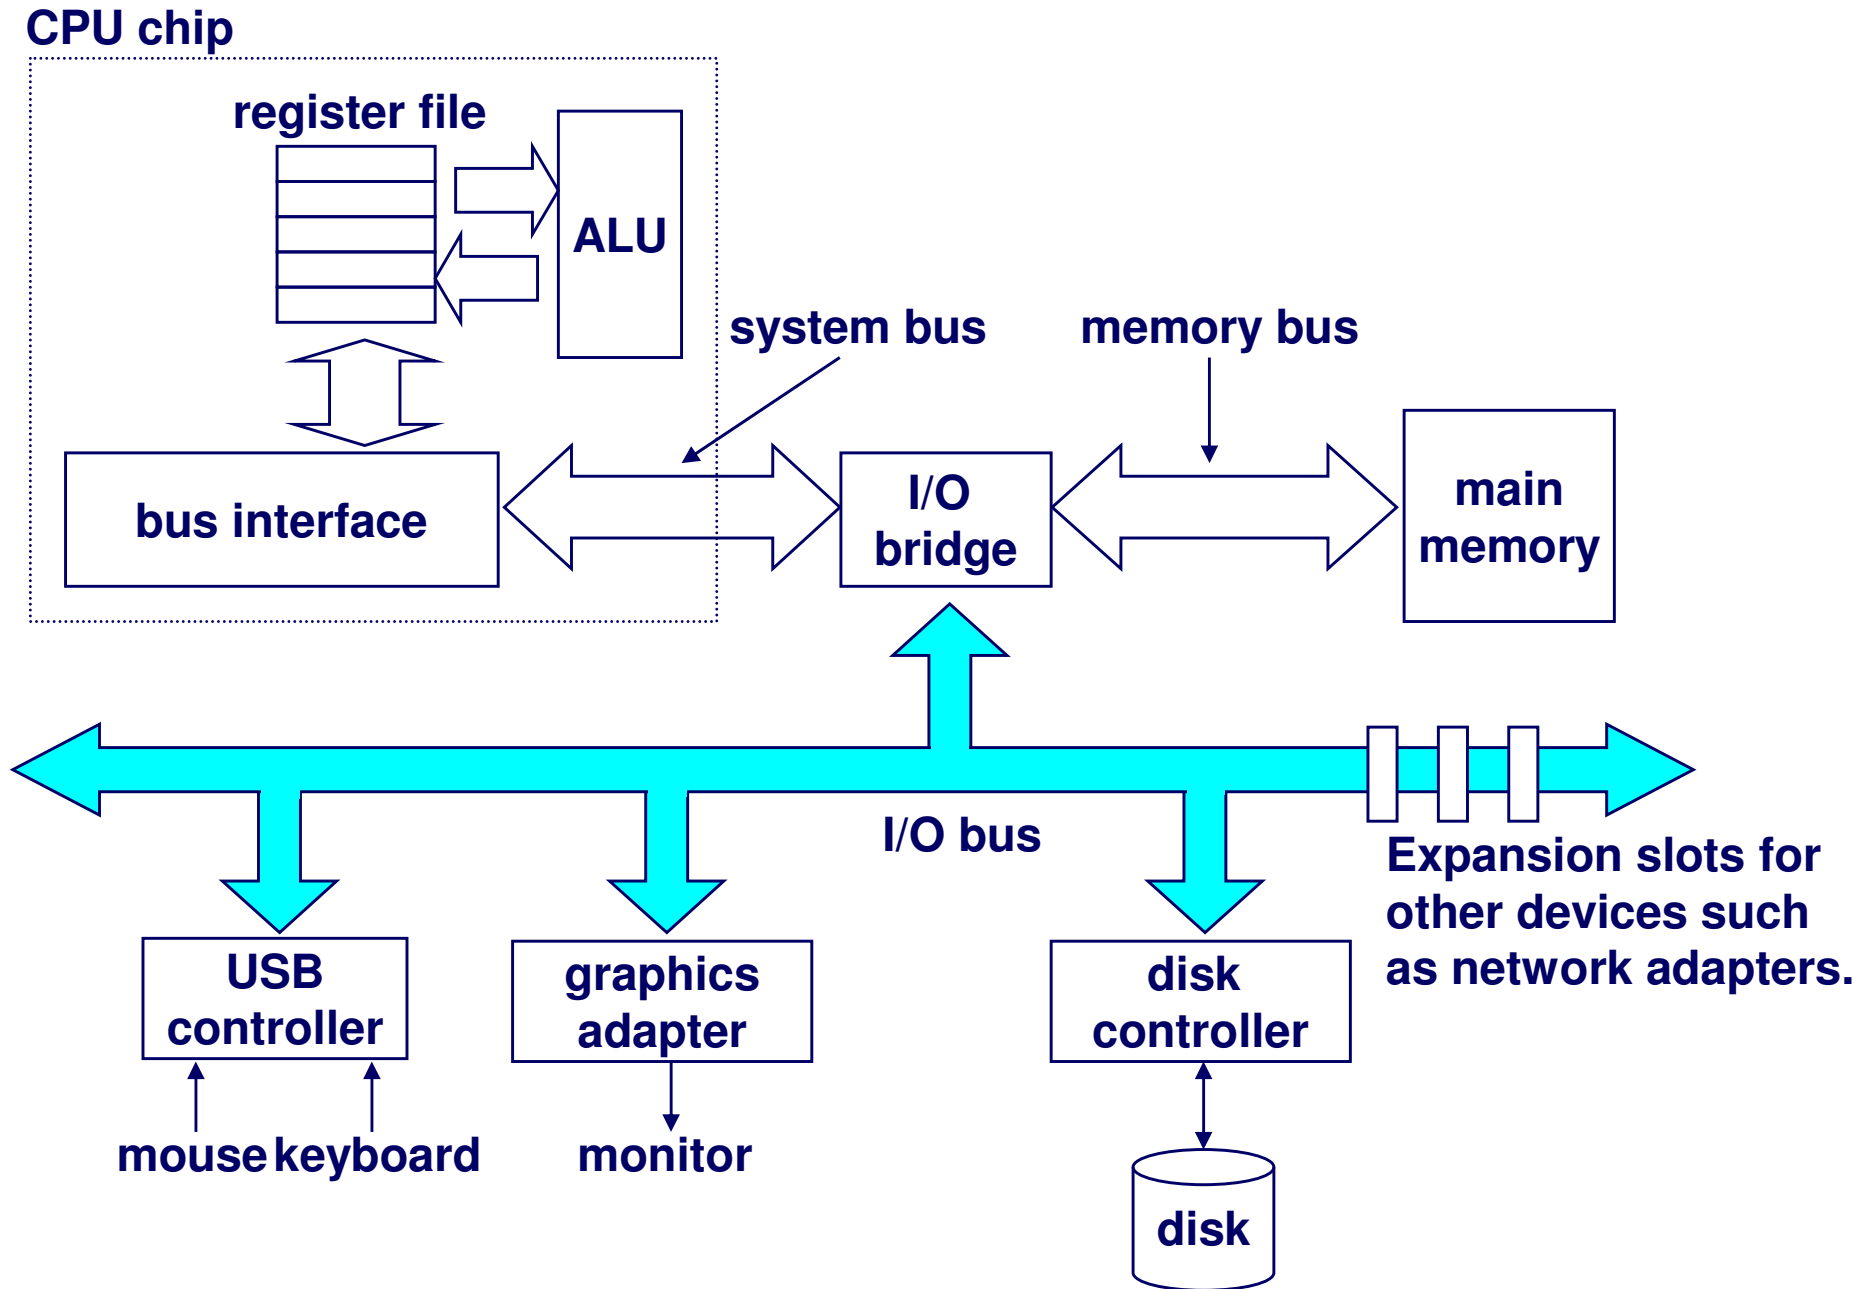 CPU chip
register file
ALU
system bus
memory bus
bus interface
I/O
bridge
main
memory
I/O bus
Expansion slots for
other devices such
as network adapters.
USB
controller
graphics
adapter
disk
controller
mouse
keyboard
monitor
disk